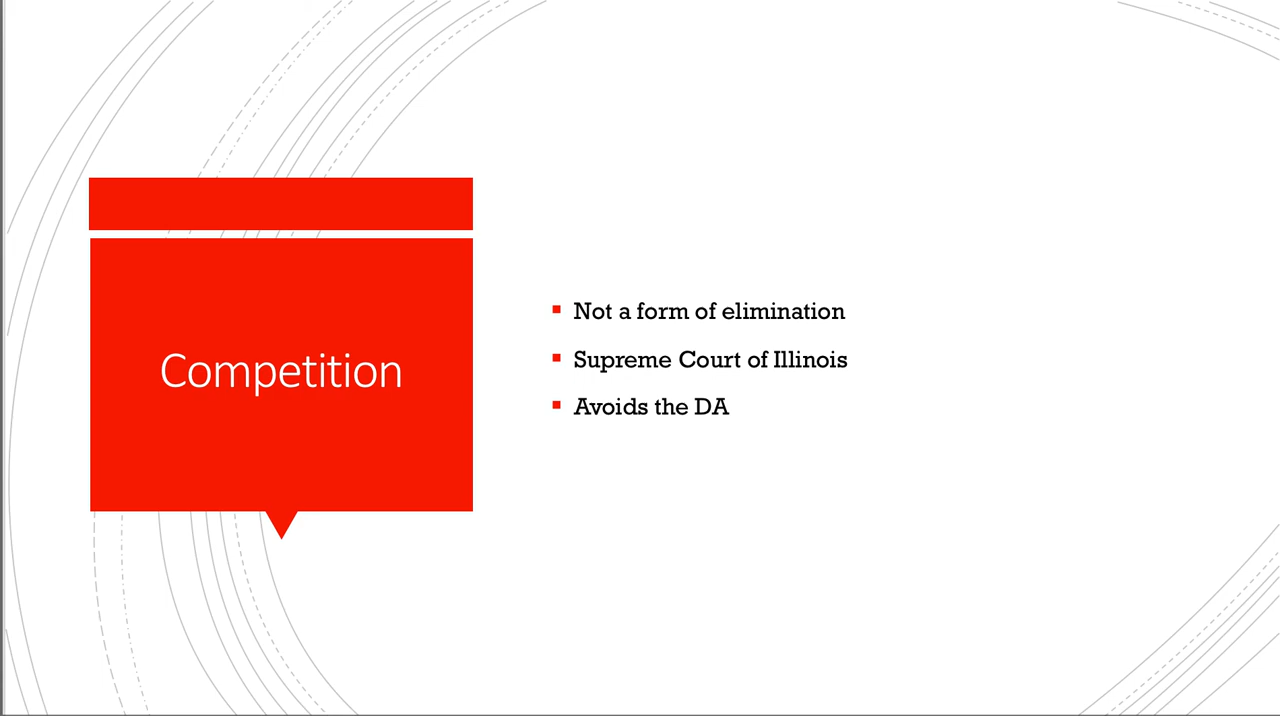 Competition
Not a form of elimination
Supreme Court of Illinois
Avoids the DA